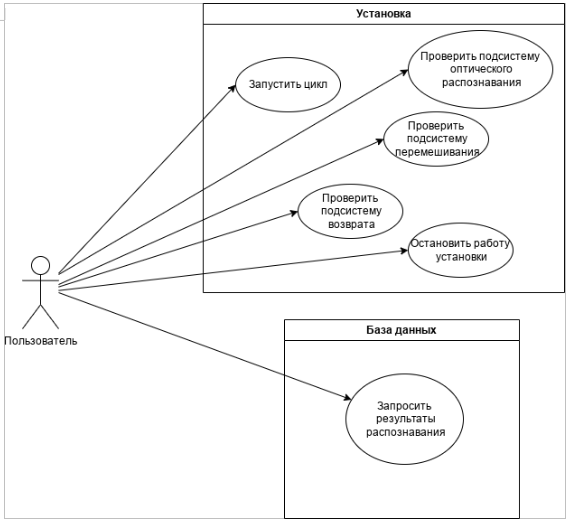 Установка
Запустить цикл
Проверить подсистему
оптического
распознавания
Проверить
подсистему
перемешивания
Проверить
подсистему
возврата
Остановить работу
установки
Пользователь
База данных
Запросить
результаты
распознавания